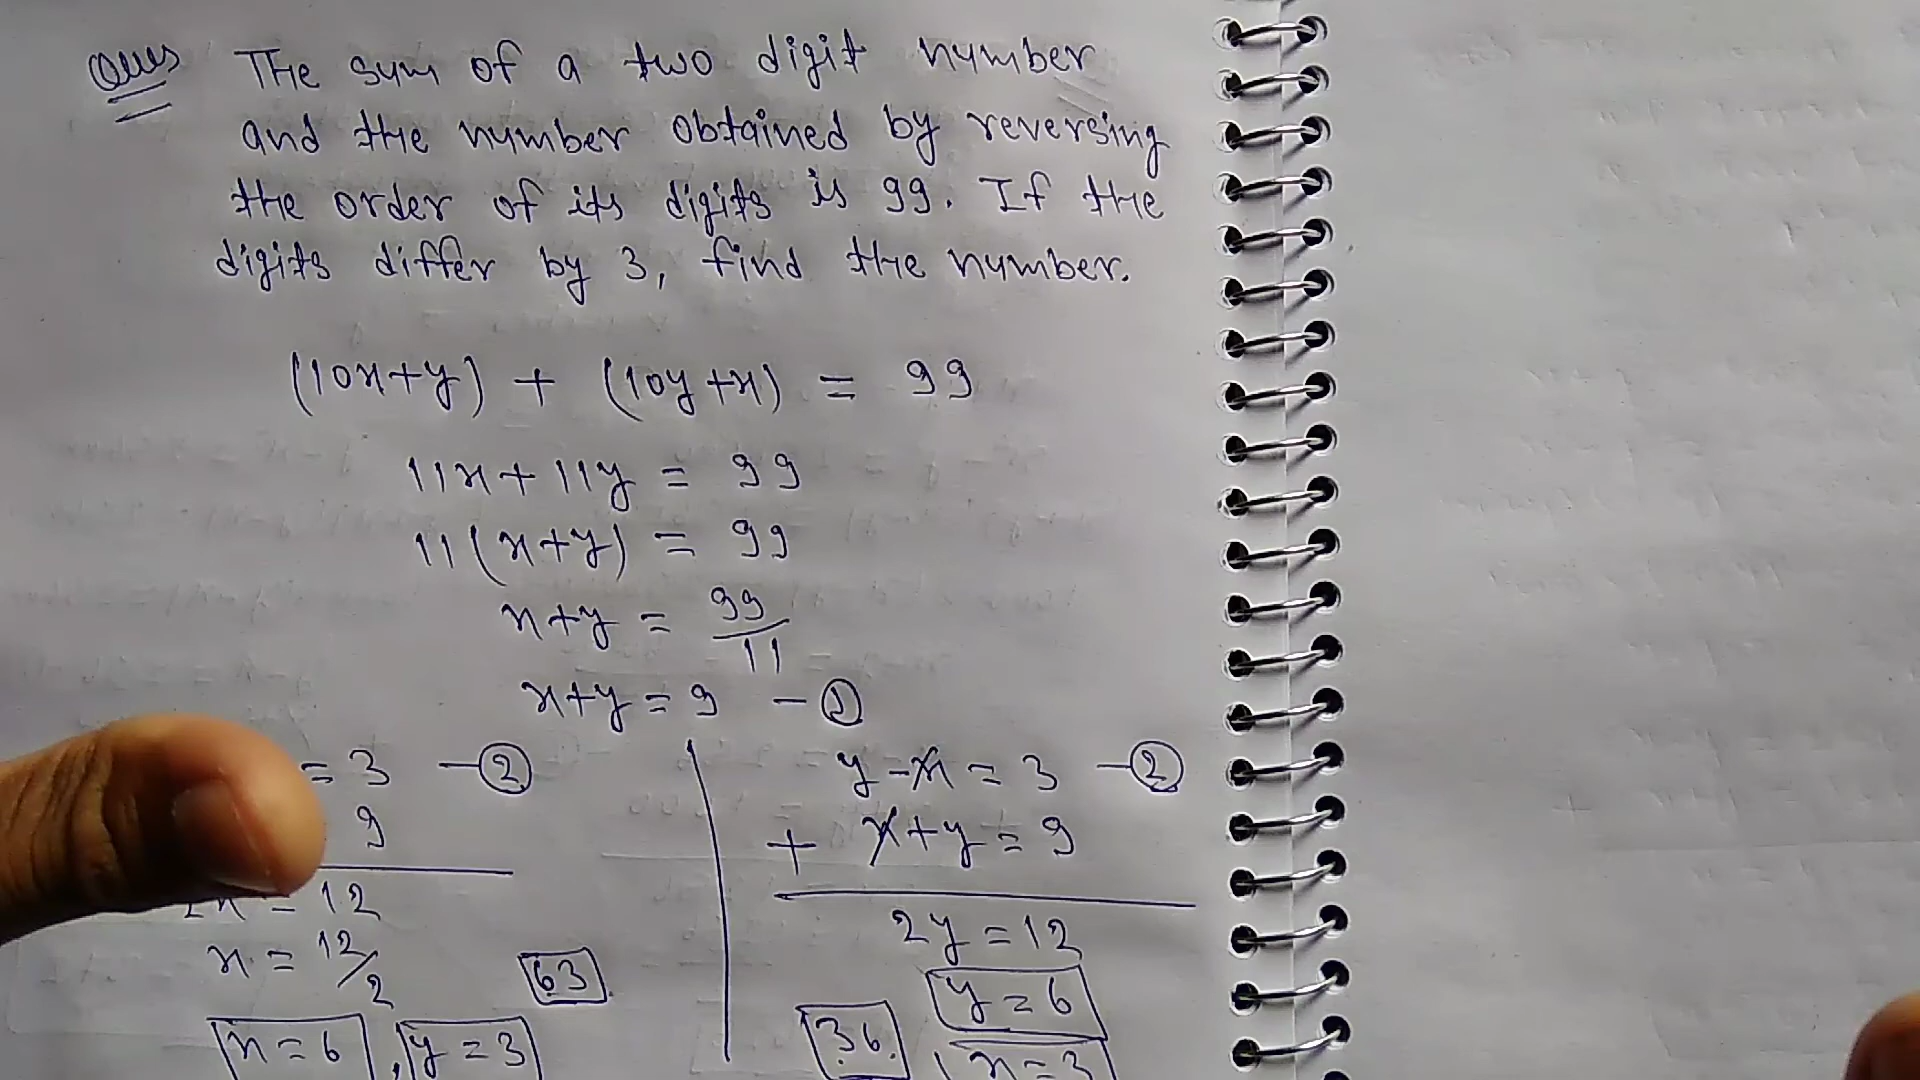 Ques The sum of a two digit number
and the number obtained by reversing
the order of its digits is 99. If the
digits differ by 3, find the number.
(10x+y) + (10y+x) = 99
11x+11y = 99
11(x+y) = 99
x+y = 99/11
x+y = 9 - ①
= 3 - ②
9
2x = 12
x = 12/2
63
x = 6 , y = 3
y-x = 3 - ②
+ x+y = 9
2y = 12
y = 6
36 , x = 3